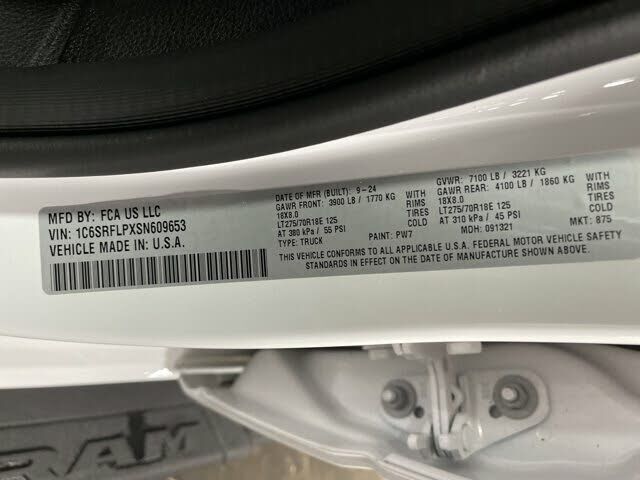 MFD BY: FCA US LLC
VIN: 1C6SRFLPXSN609653
VEHICLE MADE IN U.S.A.
DATE OF MFR (BUILT): 9-24
GAWR FRONT: 3900 LB / 1770 KG
18X8.0
LT275/70R18E 125
AT 380 kPa / 55 PSI
TYPE: TRUCK
RIMS TIRES COLD
PAINT: PW7
GVWR: 7100 LB / 3221 KG
GAWR REAR: 4100 LB / 1860 KG
18X8.0
LT275/70R18E 125
AT 310 kPa / 45 PSI
MDH: 091321
RIMS TIRES COLD
MKT: 875
THIS VEHICLE CONFORMS TO ALL APPLICABLE U.S.A. FEDERAL MOTOR VEHICLE SAFETY
STANDARDS IN EFFECT ON THE DATE OF MANUFACTURE SHOWN ABOVE.
RAM